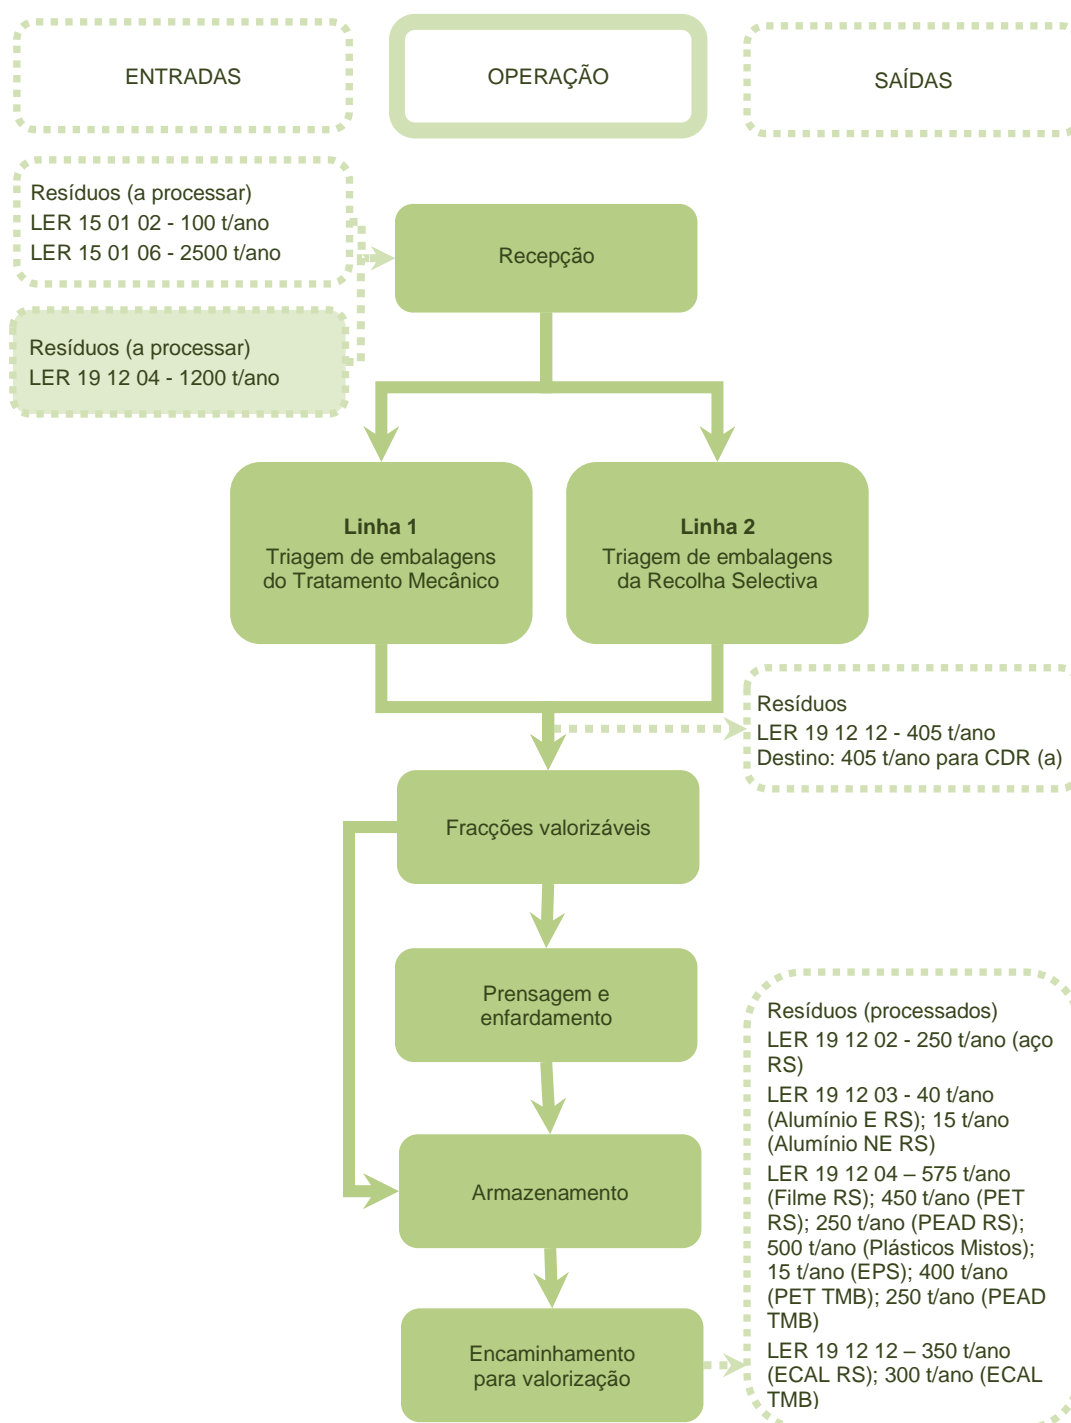 ENTRADAS
OPERAÇÃO
SAÍDAS
Resíduos (a processar)
LER 15 01 02 - 100 t/ano
LER 15 01 06 - 2500 t/ano
Recepção
Resíduos (a processar)
LER 19 12 04 - 1200 t/ano
Linha 1
Triagem de embalagens
do Tratamento Mecânico
Linha 2
Triagem de embalagens
da Recolha Selectiva
Resíduos
LER 19 12 12 - 405 t/ano
Destino: 405 t/ano para CDR (a)
Fracções valorizáveis
Prensagem e
enfardamento
Armazenamento
Encaminhamento
para valorização
Resíduos (processados)
LER 19 12 02 - 250 t/ano (aço
RS)
LER 19 12 03 - 40 t/ano
(Alumínio E RS); 15 t/ano
(Alumínio NE RS)
LER 19 12 04 – 575 t/ano
(Filme RS); 450 t/ano (PET
RS); 250 t/ano (PEAD RS);
500 t/ano (Plásticos Mistos);
15 t/ano (EPS); 400 t/ano
(PET TMB); 250 t/ano (PEAD
TMB)
LER 19 12 12 – 350 t/ano
(ECAL RS); 300 t/ano (ECAL
TMB)